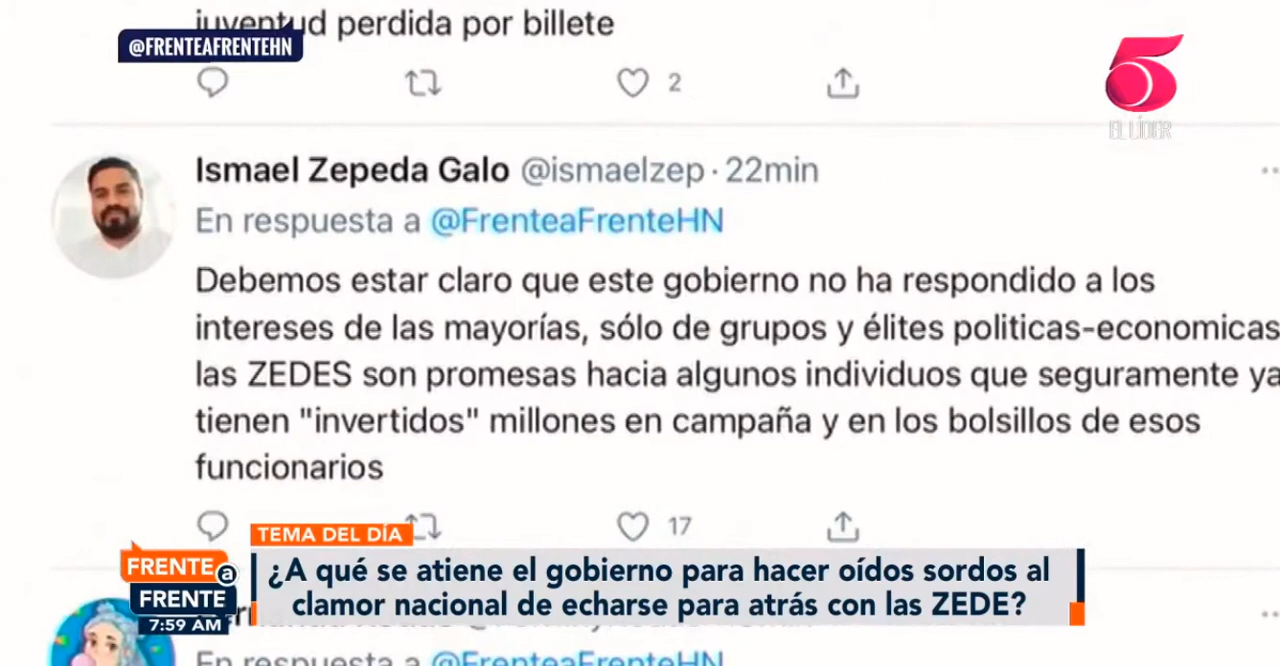 juventud perdida por billete
@FRENTEAFRENTEHN
2
5
EL LÍDER
Ismael Zepeda Galo @ismaelzep · 22min
En respuesta a @FrenteaFrenteHN
Debemos estar claro que este gobierno no ha respondido a los
intereses de las mayorías, sólo de grupos y élites politicas-economicas
las ZEDES son promesas hacia algunos individuos que seguramente ya
tienen "invertidos" millones en campaña y en los bolsillos de esos
funcionarios
17
TEMA DEL DÍA
¿A qué se atiene el gobierno para hacer oídos sordos al
clamor nacional de echarse para atrás con las ZEDE?
FRENTE a
FRENTE
7:59 AM
En respuesta a @FrenteaFrenteHN